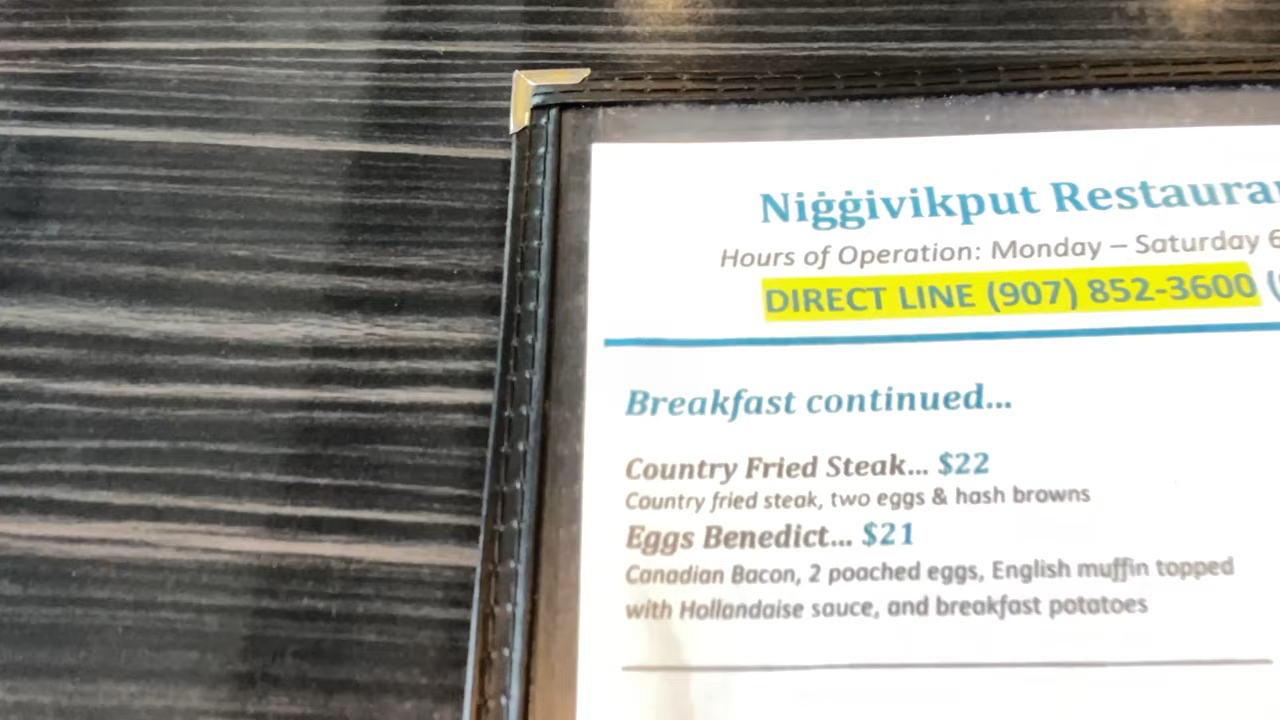 Niġġivikput
Hours of Operation: Monday – Saturday
DIRECT LINE (907) 852-3600
Breakfast continued...
Country Fried Steak... $22
Country fried steak, two eggs & hash browns
Eggs Benedict... $21
Canadian Bacon, 2 poached eggs, English muffin topped
with Hollandaise sauce, and breakfast potatoes